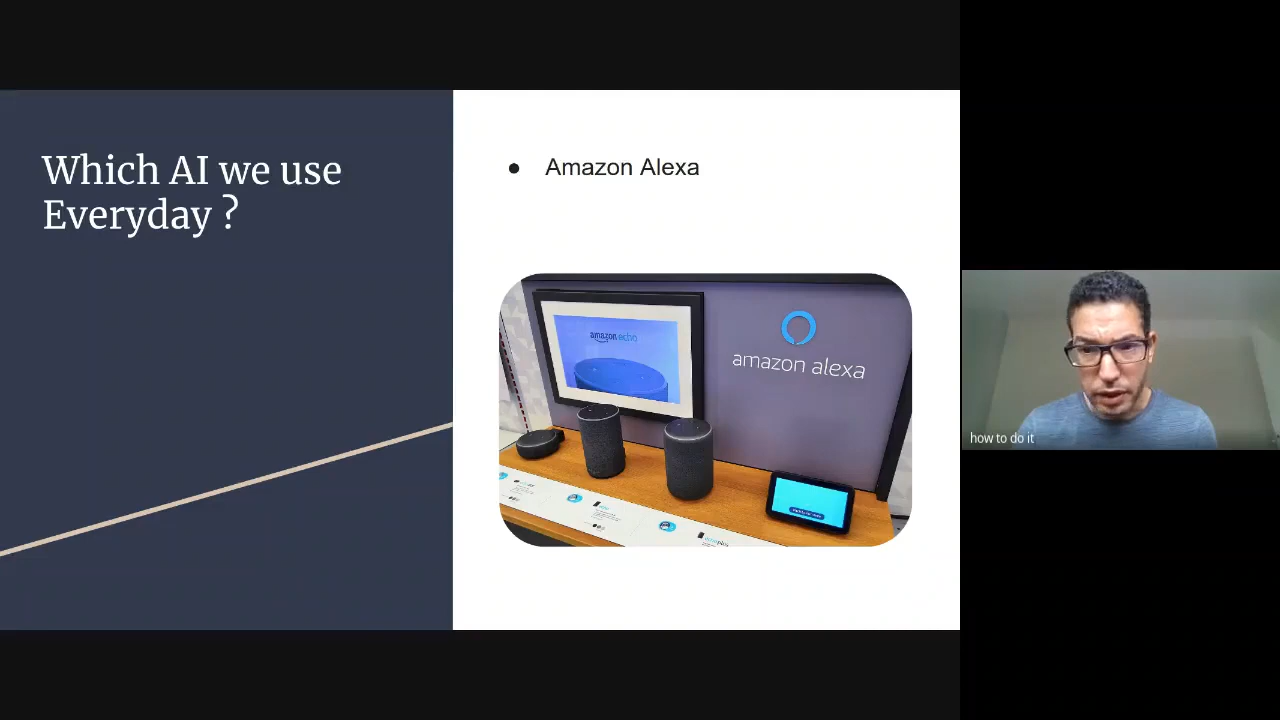 Which AI we use
Everyday ?
● Amazon Alexa
amazon echo
amazon alexa
how to do it